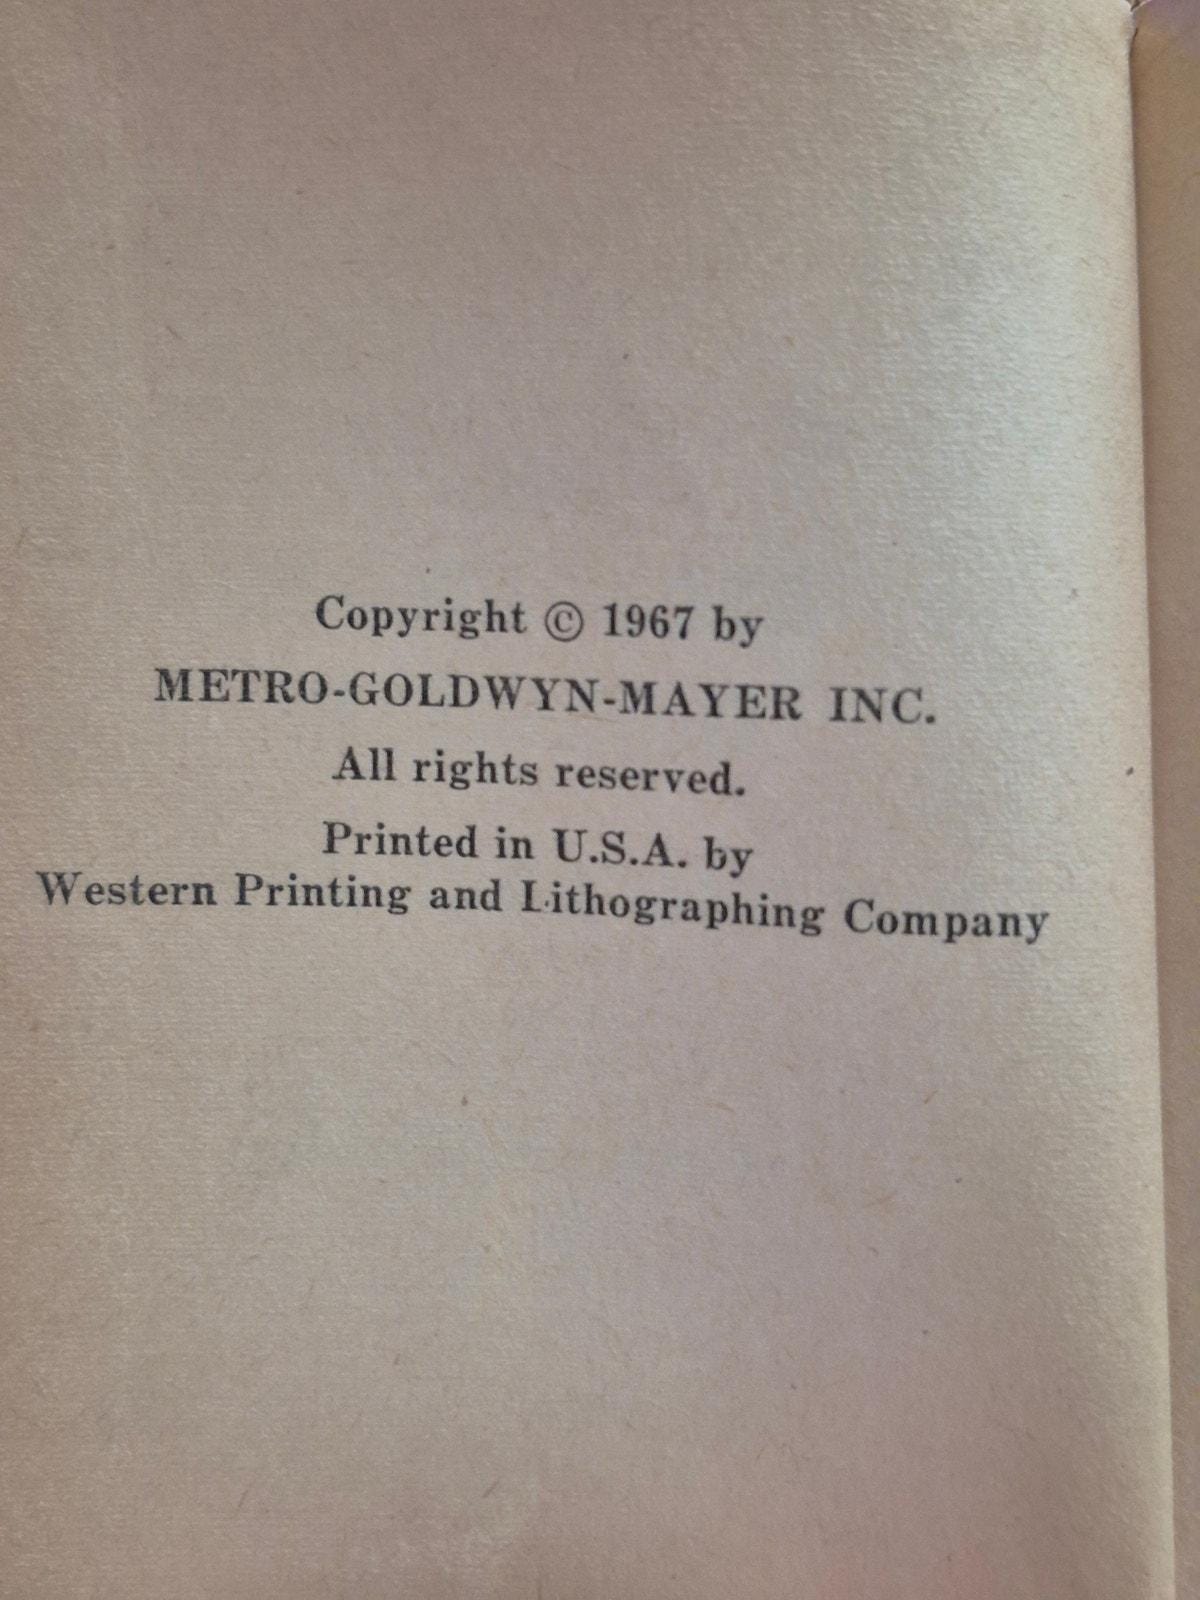 Copyright © 1967 by
METRO-GOLDWYN-MAYER INC.
All rights reserved.
Printed in U.S.A. by
Western Printing and Lithographing Company